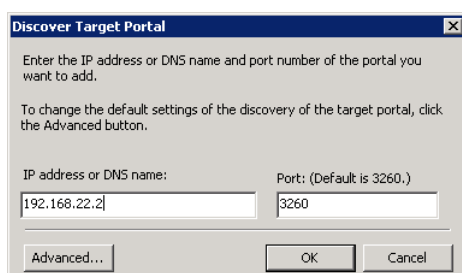 Discover Target Portal
Enter the IP address or DNS name and port number of the portal you
want to add.
To change the default settings of the discovery of the target portal, click
the Advanced button.
IP address or DNS name:
Port: (Default is 3260.)
192.168.22.2
3260
Advanced...
OK
Cancel